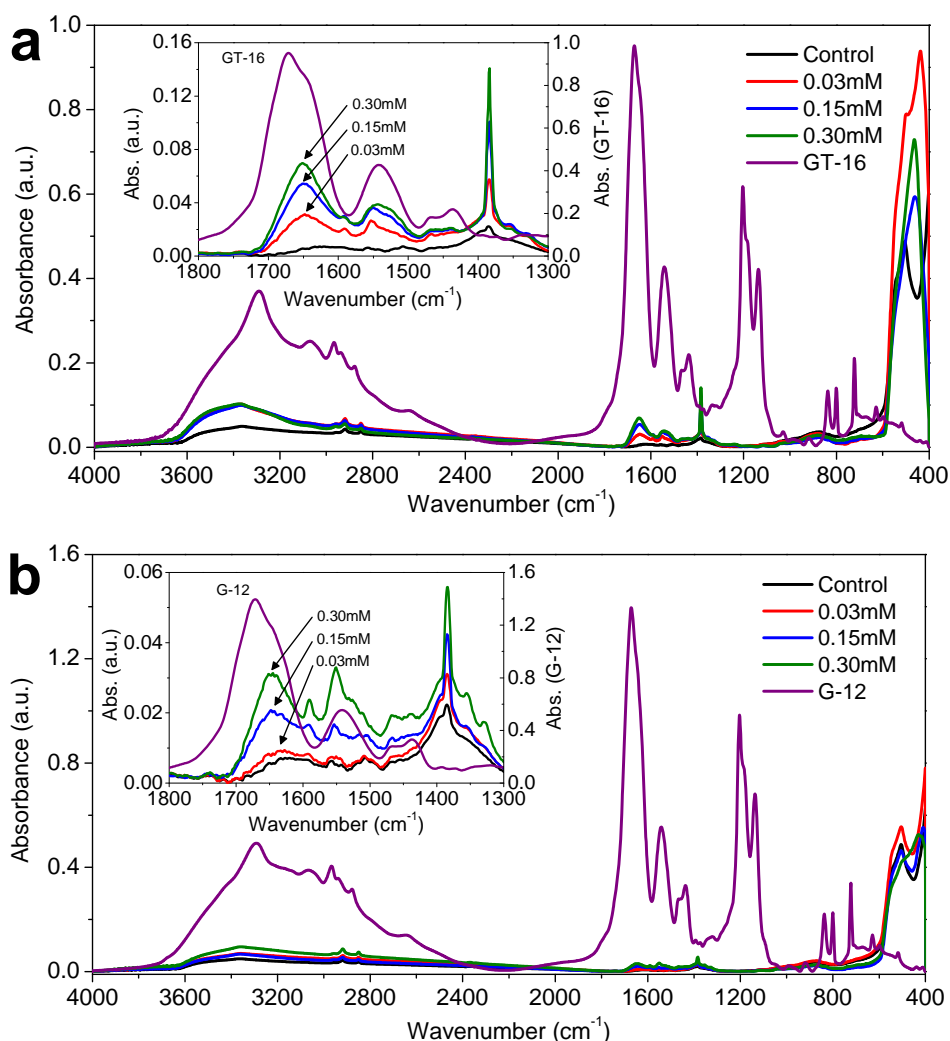 a
Absorbance (a.u.)
1.0
0.8
0.6
0.4
0.2
0.0
4000 3600 3200 2800 2400 2000 1600 1200 800 400
Wavenumber (cm-1)
Control
0.03mM
0.15mM
0.30mM
GT-16
GT-16
Abs. (a.u.)
0.16
0.12
0.08
0.04
0.00
0.30mM
0.15mM
0.03mM
1.0
0.8
0.6
0.4
0.2
0.0
Abs. (GT-16)
1800 1700 1600 1500 1400 1300
Wavenumber (cm-1)
b
Absorbance (a.u.)
1.6
1.2
0.8
0.4
0.0
4000 3600 3200 2800 2400 2000 1600 1200 800 400
Wavenumber (cm-1)
Control
0.03mM
0.15mM
0.30mM
G-12
G-12
Abs. (a.u.)
0.06
0.04
0.02
0.00
0.30mM
0.15mM
0.03mM
1.6
1.2
0.8
0.4
0.0
Abs. (G-12)
1800 1700 1600 1500 1400 1300
Wavenumber (cm-1)